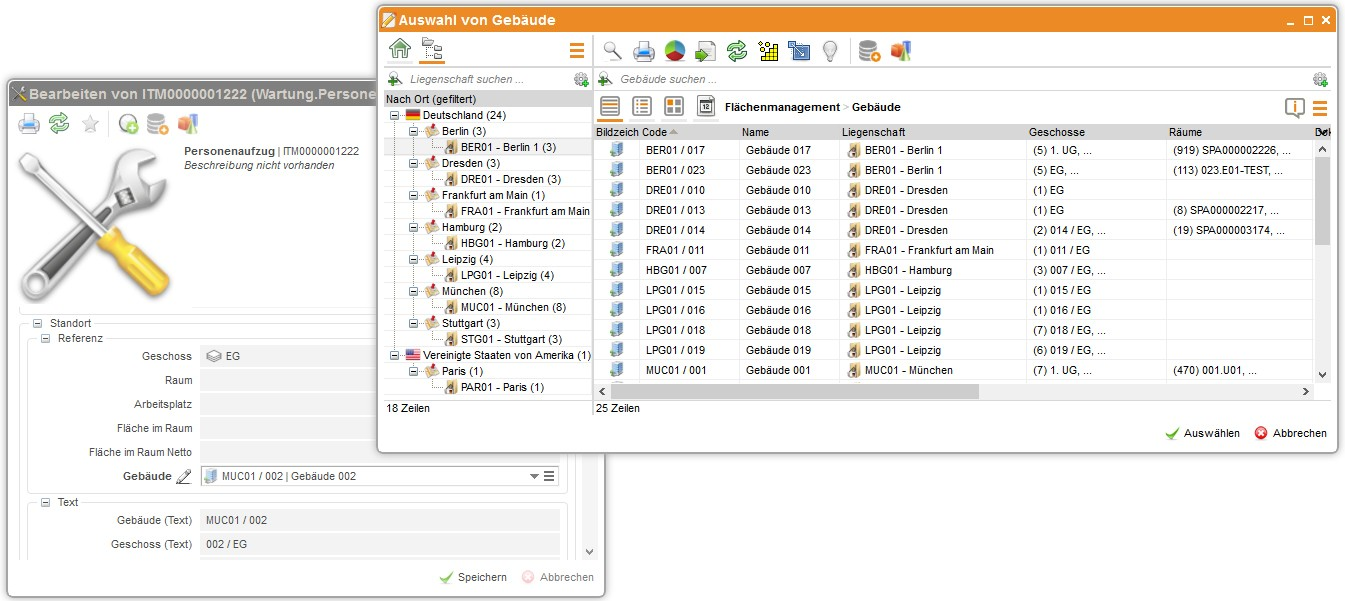 Auswahl von Gebäude
Liegenschaft suchen ...
Gebäude suchen ...
Nach Ort (gefiltert)
Deutschland (24)
Berlin (3)
BER01 - Berlin 1 (3)
Dresden (3)
DRE01 - Dresden (3)
Frankfurt am Main (1)
FRA01 - Frankfurt am Main
Hamburg (2)
HBG01 - Hamburg (2)
Leipzig (4)
LPG01 - Leipzig (4)
München (8)
MUC01 - München (8)
Stuttgart (3)
STG01 - Stuttgart (3)
Vereinigte Staaten von Amerika (1)
Paris (1)
PAR01 - Paris (1)
18 Zeilen
12
Flächenmanagement > Gebäude
Bildzeich Code Name Liegenschaft Geschosse Räume
BER01 / 017 Gebäude 017 BER01 - Berlin 1 (5) 1. UG, ... (919) SPA000002226, ...
BER01 / 023 Gebäude 023 BER01 - Berlin 1 (5) EG, ... (113) 023.E01-TEST, ...
DRE01 / 010 Gebäude 010 DRE01 - Dresden (1) EG
DRE01 / 013 Gebäude 013 DRE01 - Dresden (1) EG (8) SPA000002217, ...
DRE01 / 014 Gebäude 014 DRE01 - Dresden (2) 014 / EG, ... (19) SPA000003174, ...
FRA01 / 011 Gebäude 011 FRA01 - Frankfurt am Main (1) 011 / EG
HBG01 / 007 Gebäude 007 HBG01 - Hamburg (3) 007 / EG, ...
LPG01 / 015 Gebäude 015 LPG01 - Leipzig (1) 015 / EG
LPG01 / 016 Gebäude 016 LPG01 - Leipzig (1) 016 / EG
LPG01 / 018 Gebäude 018 LPG01 - Leipzig (7) 018 / EG, ...
LPG01 / 019 Gebäude 019 LPG01 - Leipzig (6) 019 / EG, ...
MUC01 / 001 Gebäude 001 MUC01 - München (7) 1. UG, ... (470) 001.U01, ...
25 Zeilen
Auswählen Abbrechen
Bearbeiten von ITM0000001222 (Wartung.Persone
Personenaufzug | ITM0000001222
Beschreibung nicht vorhanden
Standort
Referenz
Geschoss EG
Raum
Arbeitsplatz
Fläche im Raum
Fläche im Raum Netto
Gebäude MUC01 / 002 | Gebäude 002
Text
Gebäude (Text) MUC01 / 002
Geschoss (Text) 002 / EG
Speichern Abbrechen